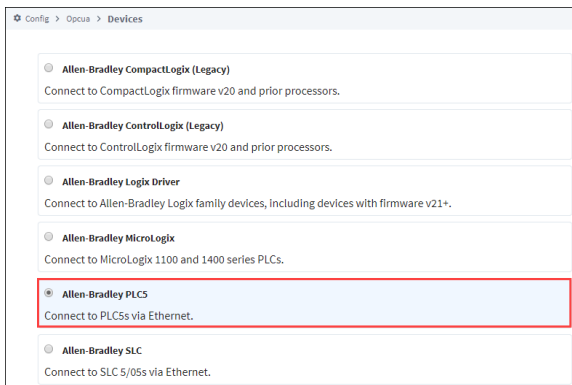 Config > Opcua > Devices
Allen-Bradley CompactLogix (Legacy)
Connect to CompactLogix firmware v20 and prior processors.
Allen-Bradley ControlLogix (Legacy)
Connect to ControlLogix firmware v20 and prior processors.
Allen-Bradley Logix Driver
Connect to Allen-Bradley Logix family devices, including devices with firmware v21+.
Allen-Bradley MicroLogix
Connect to MicroLogix 1100 and 1400 series PLCs.
Allen-Bradley PLC5
Connect to PLC5s via Ethernet.
Allen-Bradley SLC
Connect to SLC 5/05s via Ethernet.